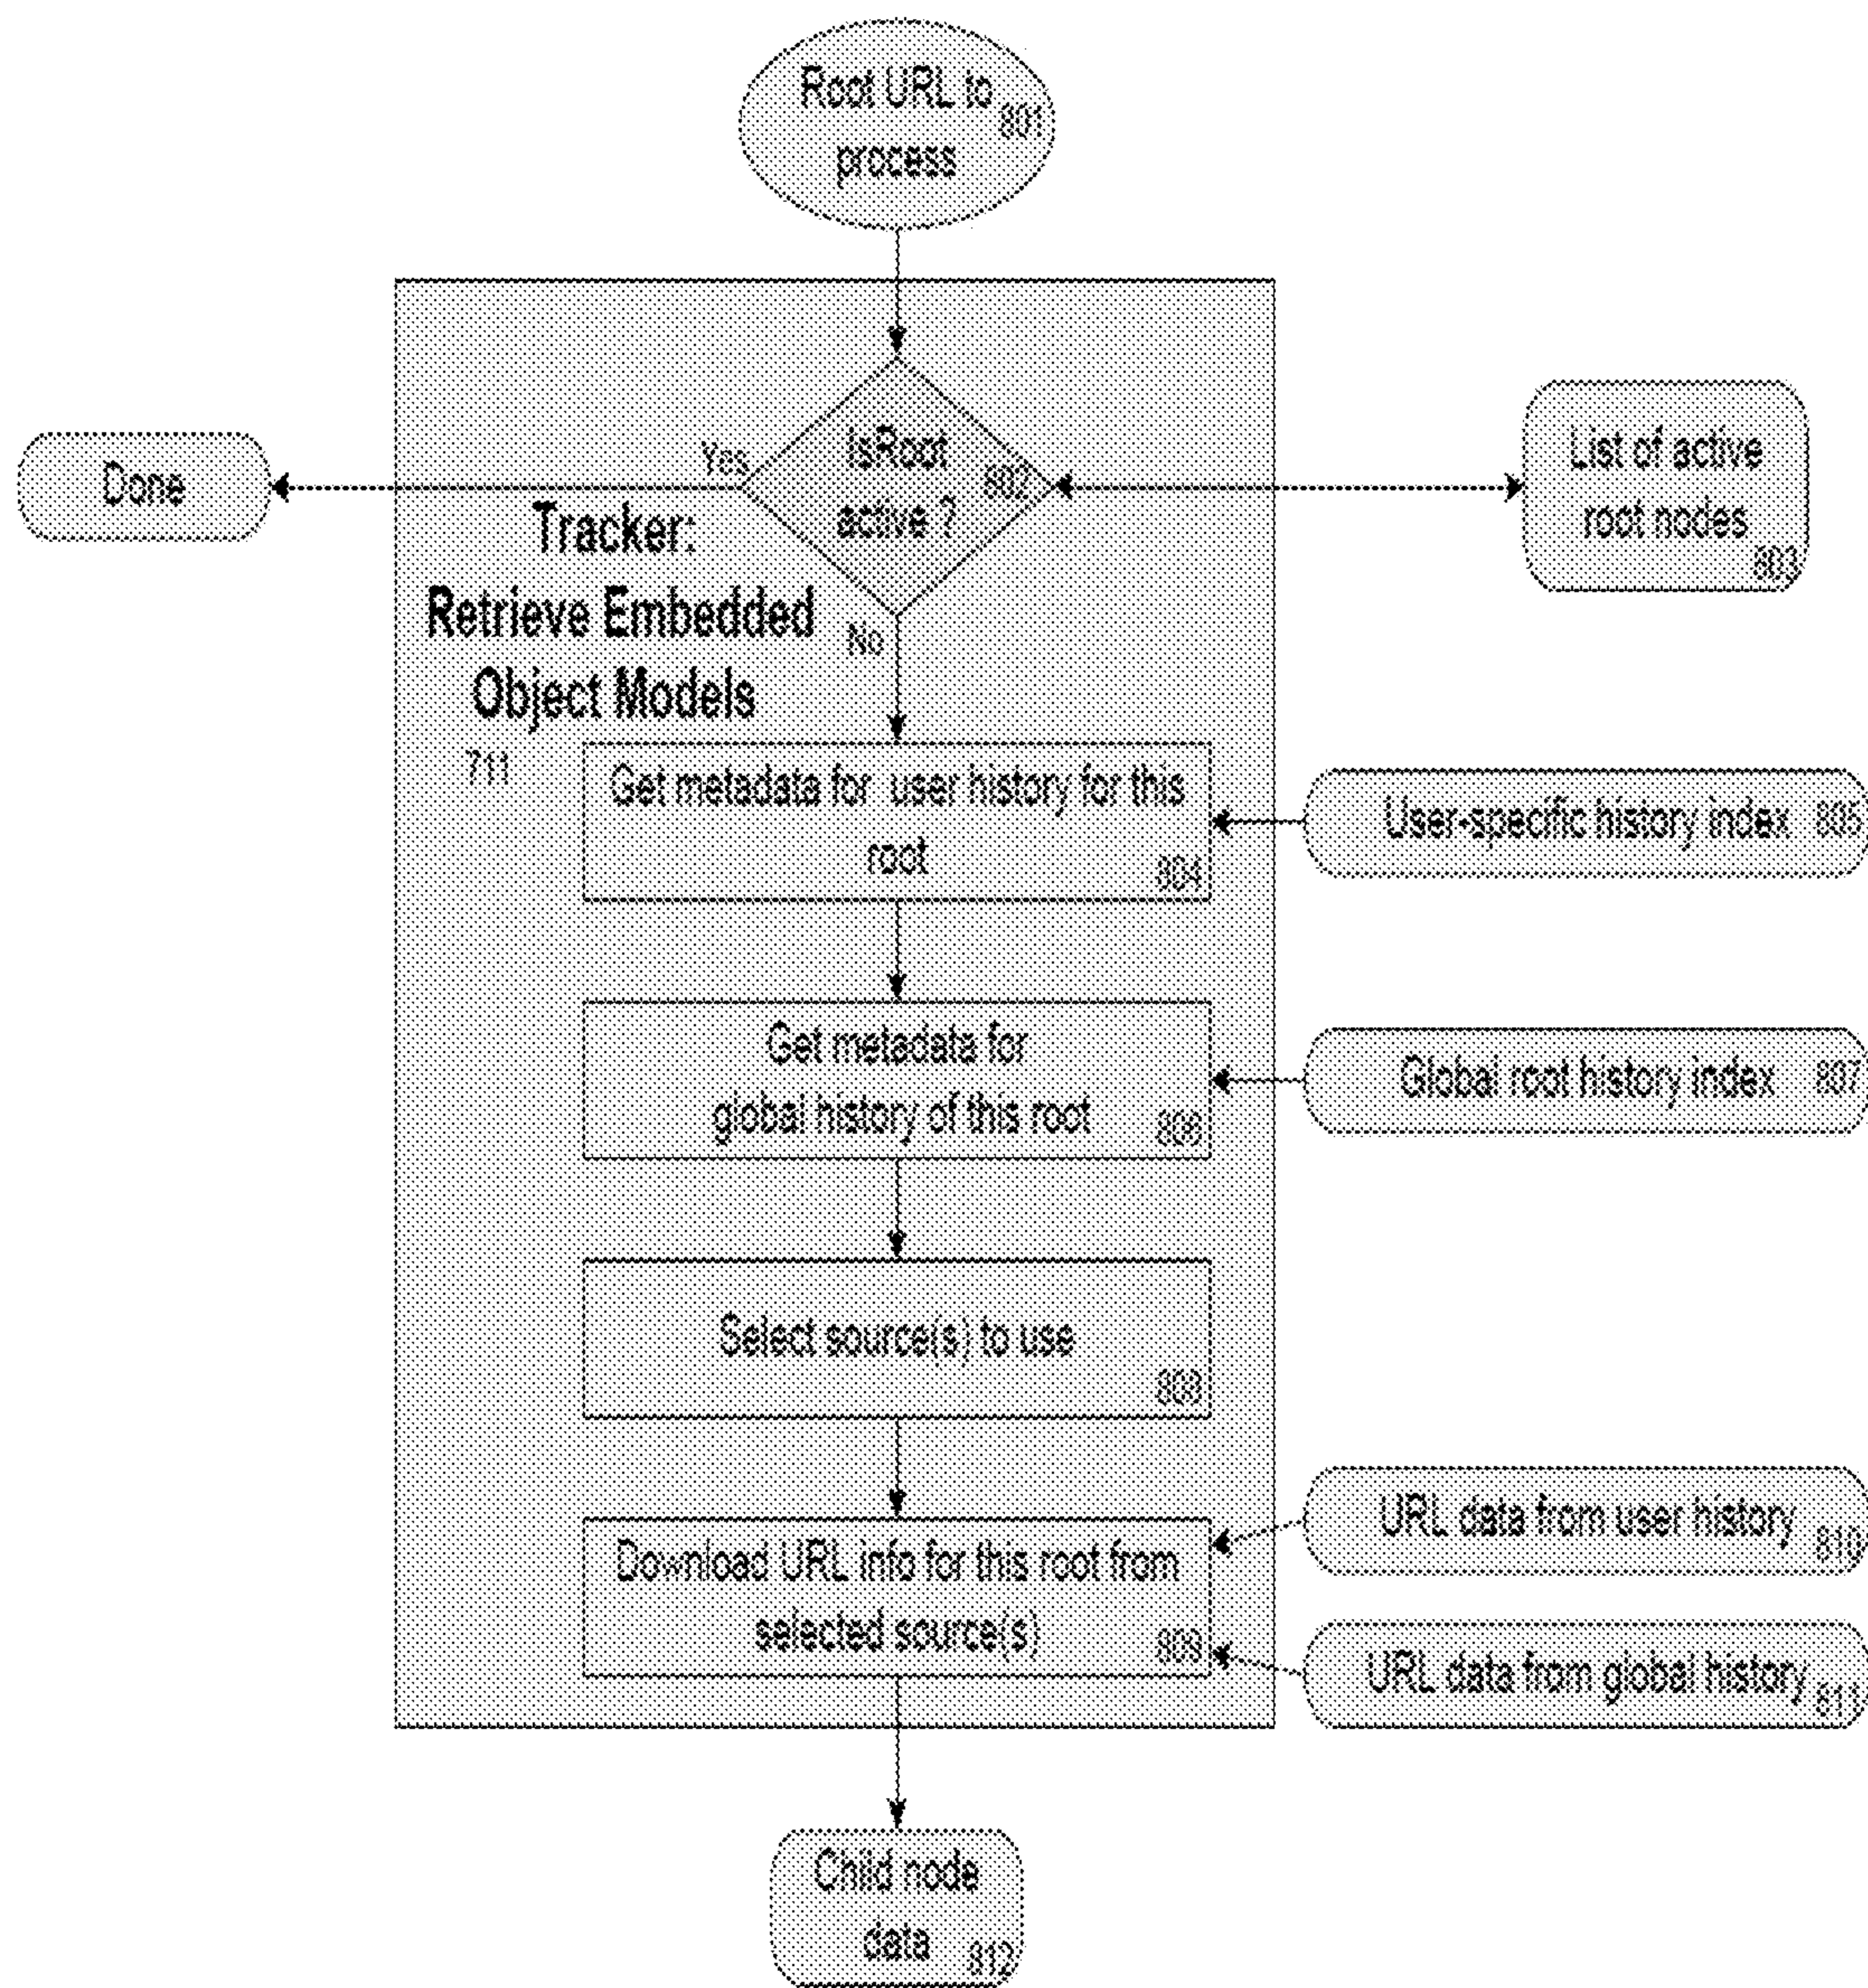 Root URL to
process
801
IsRoot
active ?
802
Yes
No
Done
List of active
root nodes
803
Tracker:
Retrieve Embedded
Object Models
711
Get metadata for user history for this
root
804
User-specific history index 805
Get metadada for
global history of this root
806
Global root history index 807
Select source(s) to use
808
Download URL info for this root from
selected source(s)
809
URL data from user history
810
URL data from global history
811
Child node
data
812